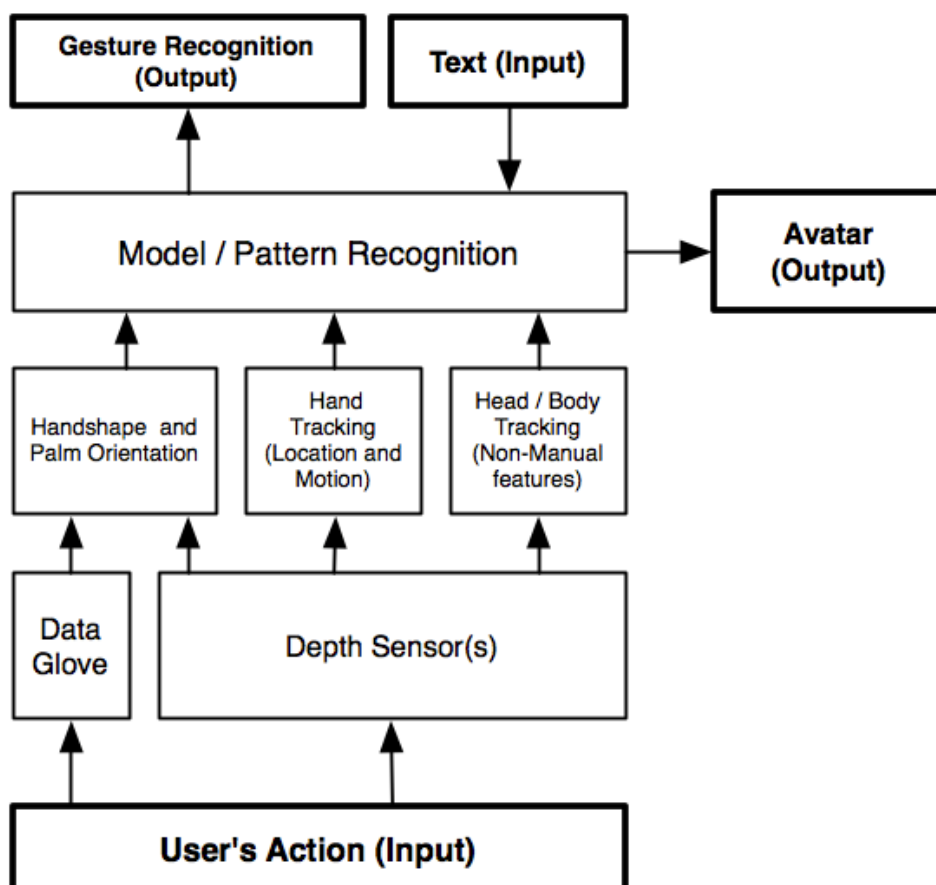 Gesture Recognition
(Output)
Text (Input)
Model / Pattern Recognition
Avatar
(Output)
Handshape and
Palm Orientation
Hand
Tracking
(Location and
Motion)
Head / Body
Tracking
(Non-Manual
features)
Data
Glove
Depth Sensor(s)
User's Action (Input)